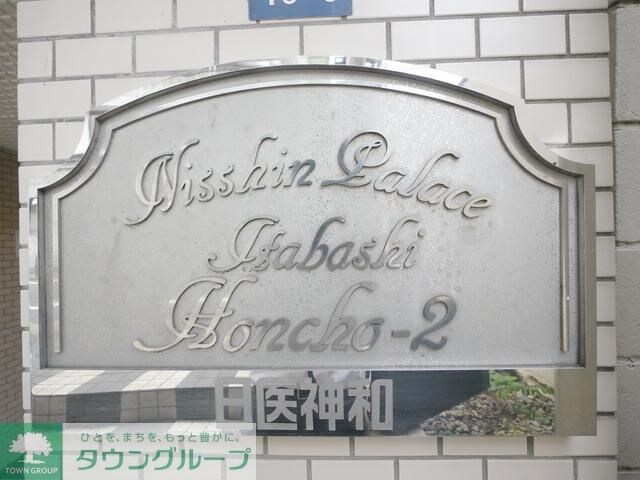 Nisshin Palace
Itabashi
Honcho-2
日医神和
ひとを、まちを、もっと豊かに。
タウングループ
TOWN GROUP